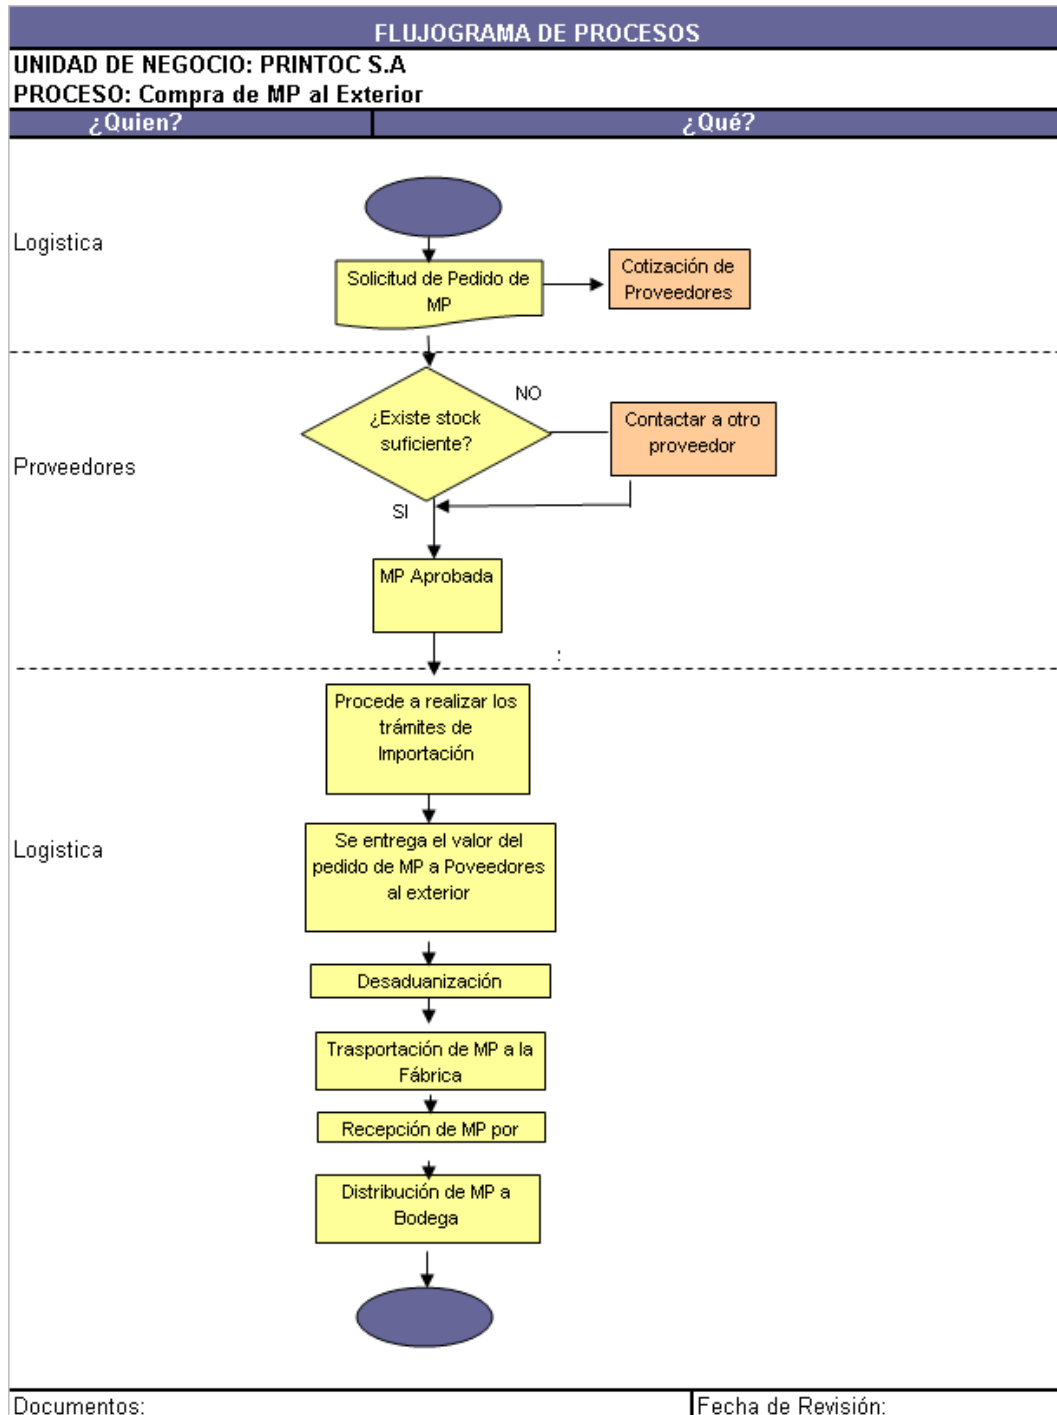 FLUJOGRAMA DE PROCESOS
UNIDAD DE NEGOCIO: PRINTOC S.A
PROCESO: Compra de MP al Exterior
¿Quien?
¿Qué?
Logistica
Solicitud de Pedido de
MP
Cotización de
Proveedores
Proveedores
¿Existe stock
suficiente?
NO
Contactar a otro
proveedor
SI
MP Aprobada
:
Logistica
Procede a realizar los
trámites de
Importación
Se entrega el valor del
pedido de MP a Poveedores
al exterior
Desaduanización
Trasportación de MP a la
Fábrica
Recepción de MP por
Distribución de MP a
Bodega
Documentos:
Fecha de Revisión: